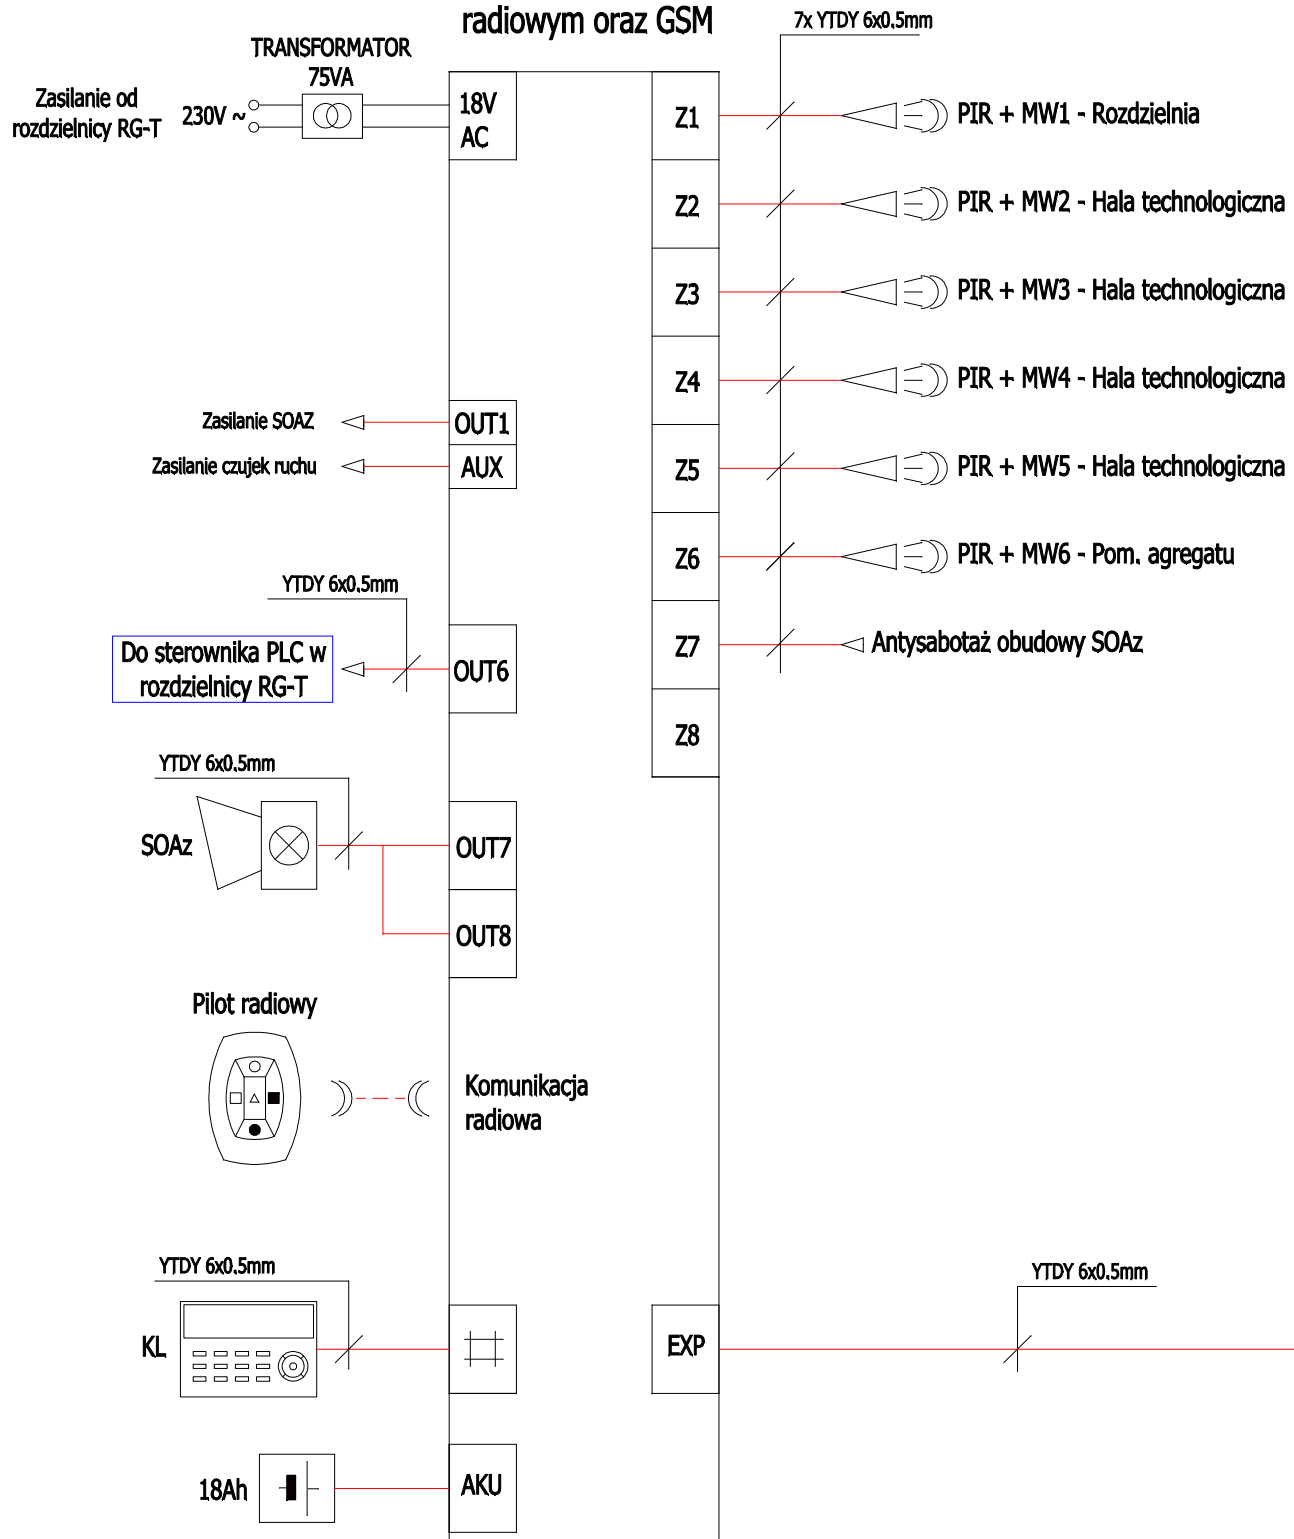 radiowym oraz GSM
7x YTDY 6x0.5mm
TRANSFORMATOR
75VA
Zasilanie od
rozdzielnicy RG-T
230V ~
18V
AC
Z1
PIR + MW1 - Rozdzielnia
Z2
PIR + MW2 - Hala technologiczna
Z3
PIR + MW3 - Hala technologiczna
Z4
PIR + MW4 - Hala technologiczna
Zasilanie SOAZ
OUT1
Zasilanie czujek ruchu
AUX
Z5
PIR + MW5 - Hala technologiczna
Z6
PIR + MW6 - Pom. agregatu
YTDY 6x0.5mm
Do sterownika PLC w
rozdzielnicy RG-T
OUT6
Z7
Antysabotaż obudowy SOAz
Z8
YTDY 6x0.5mm
SOAz
OUT7
OUT8
Pilot radiowy
Komunikacja
radiowa
YTDY 6x0.5mm
KL
EXP
YTDY 6x0.5mm
18Ah
AKU